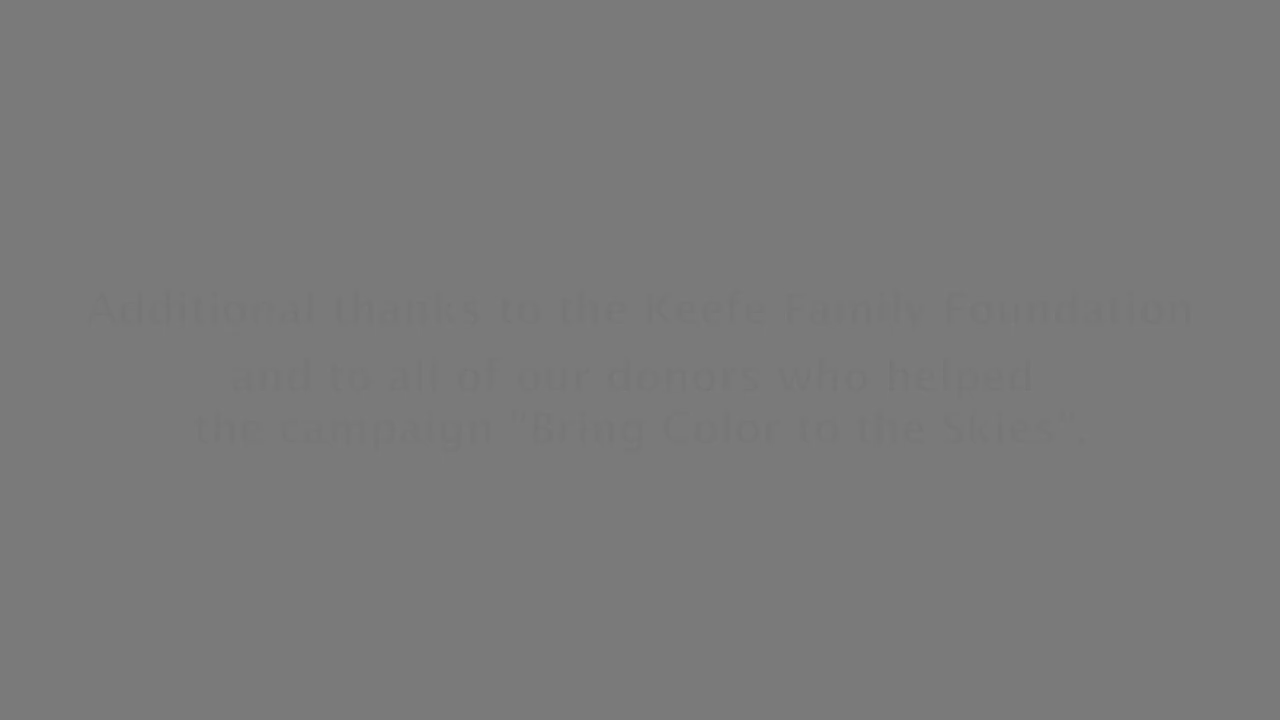 Additional thanks to the Keefe Family Foundation
and to all of our donors who helped
the campaign "Bring Color to the Skies".